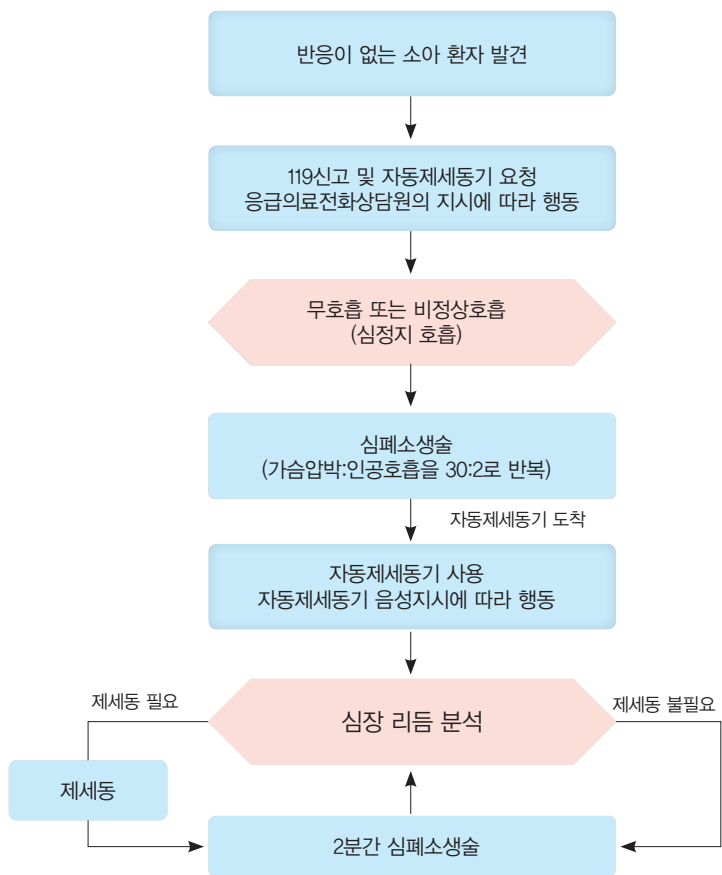 반응이 없는 소아 환자 발견
119신고 및 자동제세동기 요청
응급의료전화상담원의 지시에 따라 행동
무호흡 또는 비정상호흡
(심정지 호흡)
심폐소생술
(가슴압박:인공호흡을 30:2로 반복)
자동제세동기 도착
자동제세동기 사용
자동제세동기 음성지시에 따라 행동
제세동 필요
심장 리듬 분석
제세동 불필요
제세동
2분간 심폐소생술